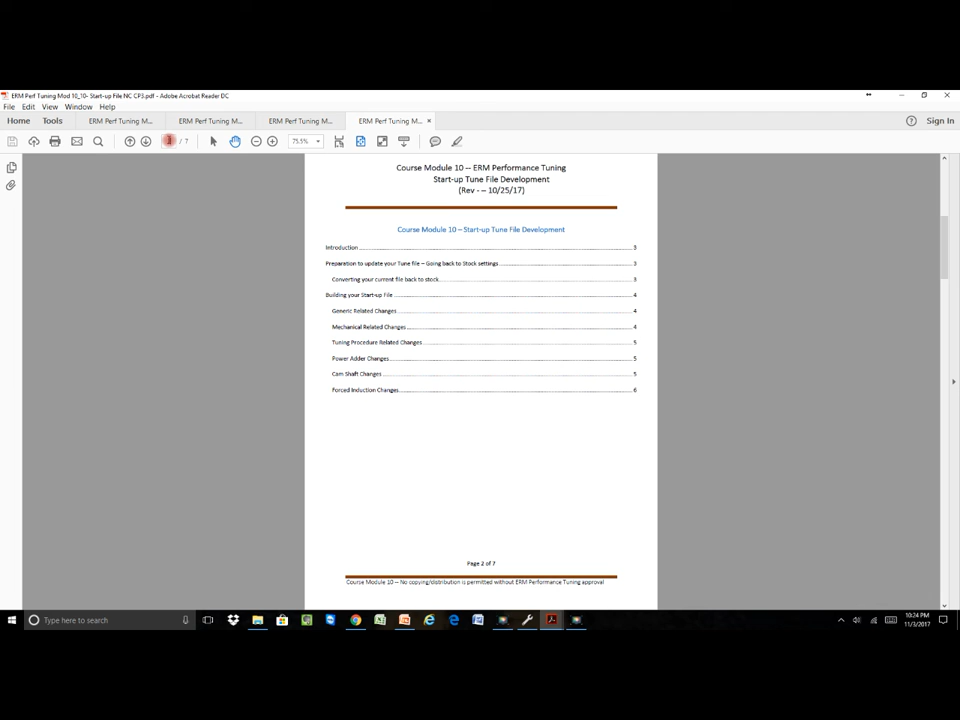 ERM Perf Tuning Mod 10_10- Start-up File NC CP3.pdf - Adobe Acrobat Reader DC
File Edit View Window Help
Home Tools ERM Perf Tuning M... ERM Perf Tuning M... ERM Perf Tuning M... ERM Perf Tuning M... × Sign In
/ 7 75.5%
Course Module 10 -- ERM Performance Tuning
Start-up Tune File Development
(Rev - – 10/25/17)
Course Module 10 – Start-up Tune File Development
Introduction 3
Preparation to update your Tune file – Going back to Stock settings 3
Converting your current file back to stock 3
Building your Start-up File 4
Generic Related Changes 4
Mechanical Related Changes 4
Tuning Procedure Related Changes 5
Power Adder Changes 5
Cam Shaft Changes 5
Forced Induction Changes 6
Page 2 of 7
Course Module 10 -- No copying/distribution is permitted without ERM Performance Tuning approval
Type here to search
10:24 PM
11/3/2017